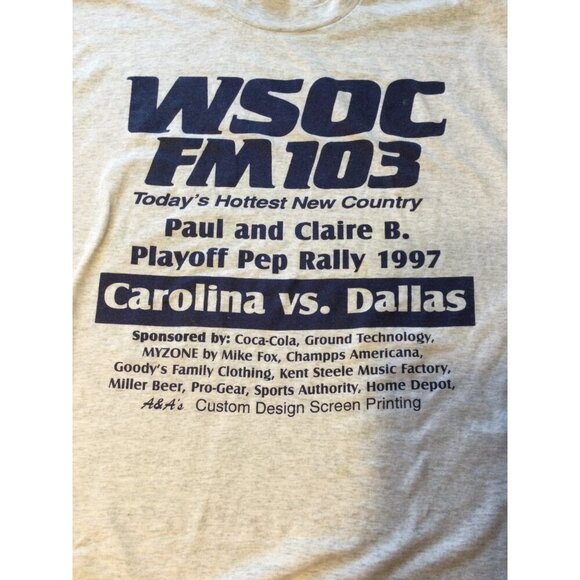 WSOC
FM103
Today's Hottest New Country
Paul and Claire B.
Playoff Pep Rally 1997
Carolina vs. Dallas
Sponsored by: Coca-Cola, Ground Technology,
MYZONE by Mike Fox, Champps Americana,
Goody's Family Clothing, Kent Steele Music Factory,
Miller Beer, Pro-Gear, Sports Authority, Home Depot,
A&A's Custom Design Screen Printing